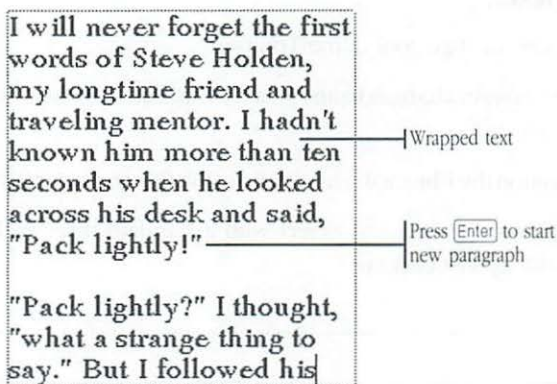 I will never forget the first
words of Steve Holden,
my longtime friend and
traveling mentor. I hadn't
known him more than ten
seconds when he looked
across his desk and said,
"Pack lightly!"
"Pack lightly?" I thought,
"what a strange thing to
say." But I followed his
Wrapped text
Press Enter to start
new paragraph